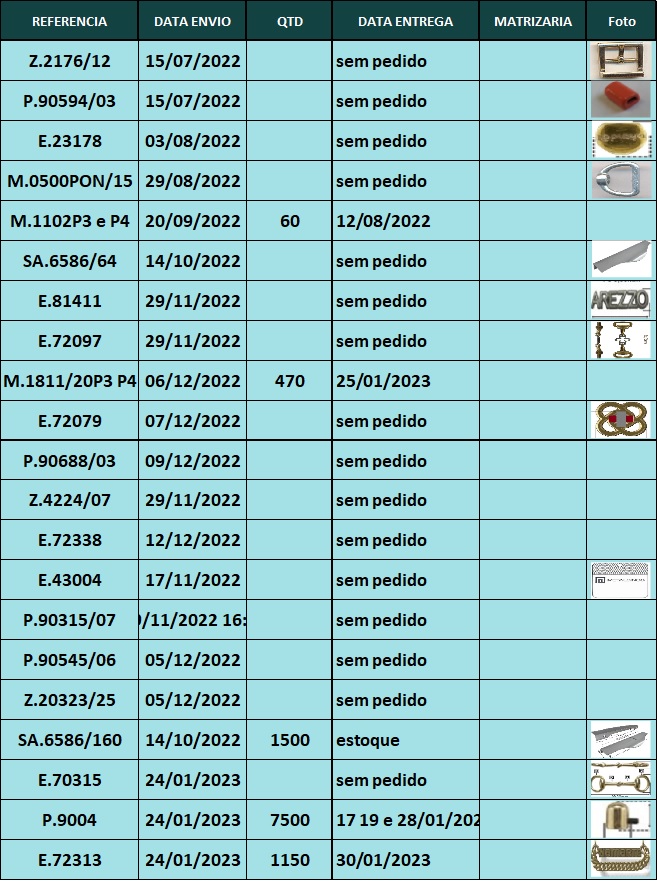 REFERENCIA DATA ENVIO QTD DATA ENTREGA MATRIZARIA Foto
Z.2176/12 15/07/2022 sem pedido
P.90594/03 15/07/2022 sem pedido
E.23178 03/08/2022 sem pedido
M.0500PON/15 29/08/2022 sem pedido
M.1102P3 e P4 20/09/2022 60 12/08/2022
SA.6586/64 14/10/2022 sem pedido
E.81411 29/11/2022 sem pedido AREZZO
E.72097 29/11/2022 sem pedido
M.1811/20P3 P4 06/12/2022 470 25/01/2023
E.72079 07/12/2022 sem pedido
P.90688/03 09/12/2022 sem pedido
Z.4224/07 29/11/2022 sem pedido
E.72338 12/12/2022 sem pedido
E.43004 17/11/2022 sem pedido
P.90315/07 0/11/2022 16: sem pedido
P.90545/06 05/12/2022 sem pedido
Z.20323/25 05/12/2022 sem pedido
SA.6586/160 14/10/2022 1500 estoque
E.70315 24/01/2023 sem pedido
P.9004 24/01/2023 7500 17 19 e 28/01/202
E.72313 24/01/2023 1150 30/01/2023